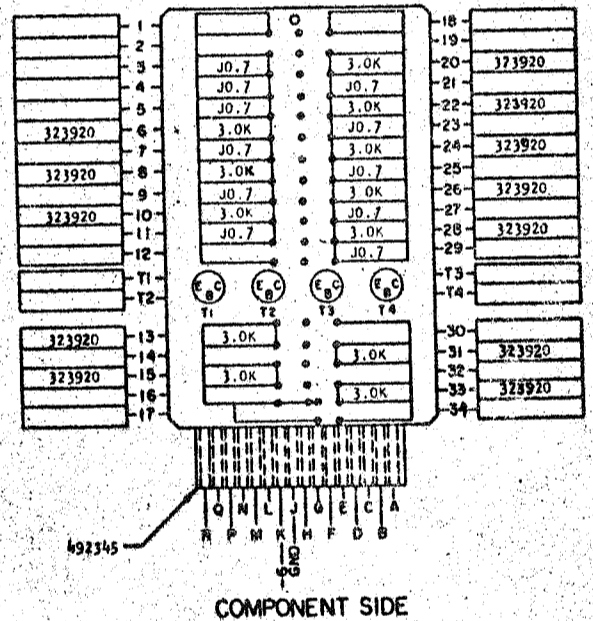 1 18
2 19
3 J0.7 3.0K 20 373920
4 J0.7 J0.7 21
5 J0.7 3.0K 22 323920
323920 6 3.0K J0.7 23
7 J0.7 3.0K 24 323920
323920 8 3.0K J0.7 25
9 J0.7 3.0K 26 323920
323920 10 3.0K J0.7 27
11 J0.7 3.0K 28 323920
12 J0.7 29
T1 T3
T2 T4
E B C E B C E B C E B C
T1 T2 T3 T4
323920 13 3.0K 30
14 3.0K 31 323920
323920 15 3.0K 32
16 3.0K 33 323920
17 34
Q N L J G E C A
R P M K H F D B
492345
-6 GND
COMPONENT SIDE